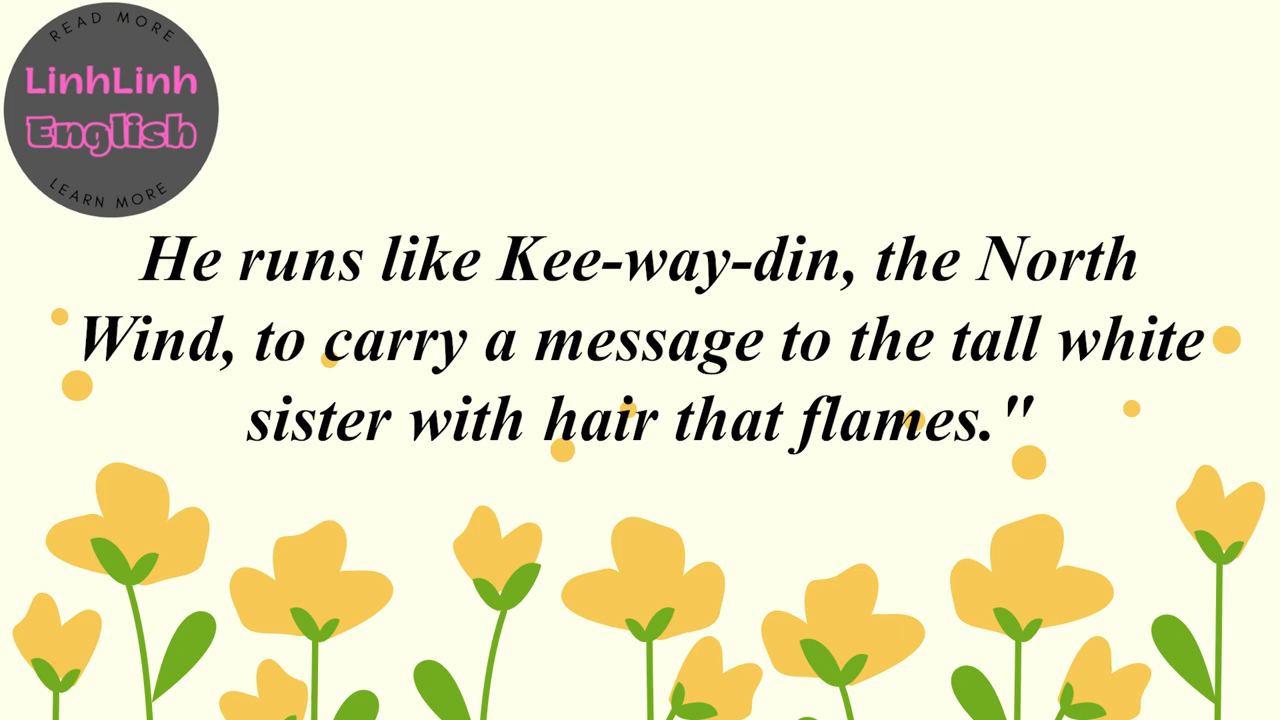 READ MORE
LinhLinh
English
LEARN MORE
He runs like Kee-way-din, the North
Wind, to carry a message to the tall white
sister with hair that flames."